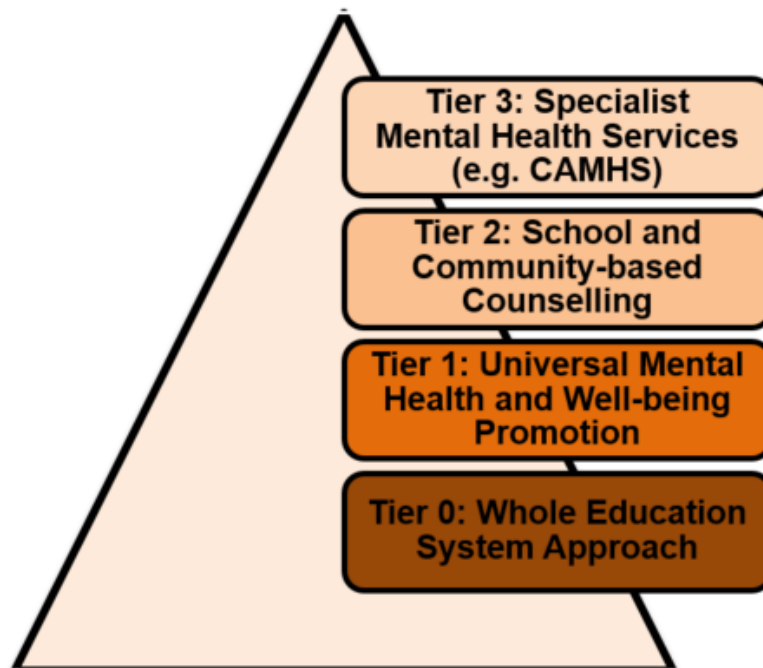 Tier 3: Specialist
Mental Health Services
(e.g. CAMHS)
Tier 2: School and
Community-based
Counselling
Tier 1: Universal Mental
Health and Well-being
Promotion
Tier 0: Whole Education
System Approach